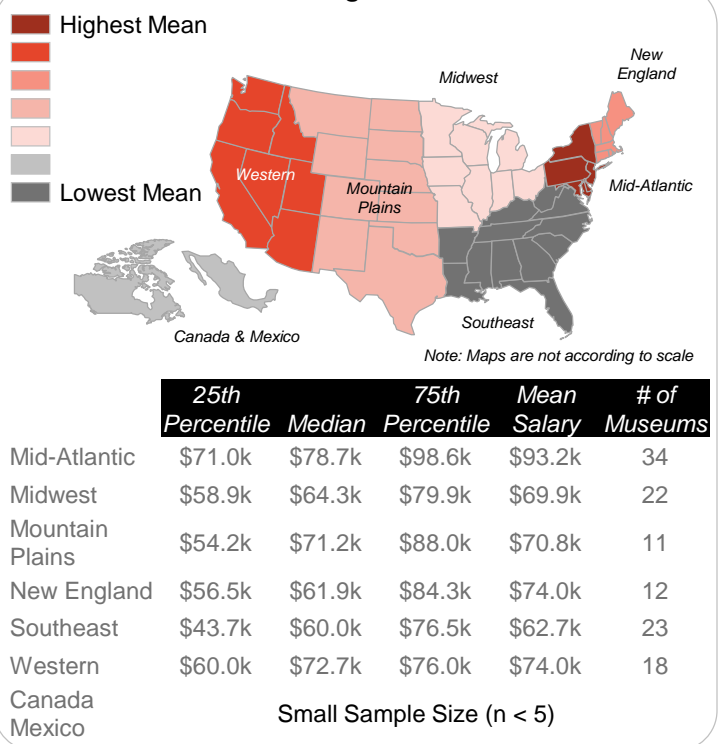 Highest Mean
Lowest Mean
New
England
Midwest
Western
Mountain
Plains
Mid-Atlantic
Southeast
Canada & Mexico
Note: Maps are not according to scale
25th Percentile Median 75th Percentile Mean Salary # of Museums
Mid-Atlantic $71.0k $78.7k $98.6k $93.2k 34
Midwest $58.9k $64.3k $79.9k $69.9k 22
Mountain Plains $54.2k $71.2k $88.0k $70.8k 11
New England $56.5k $61.9k $84.3k $74.0k 12
Southeast $43.7k $60.0k $76.5k $62.7k 23
Western $60.0k $72.7k $76.0k $74.0k 18
Canada Mexico Small Sample Size (n < 5)